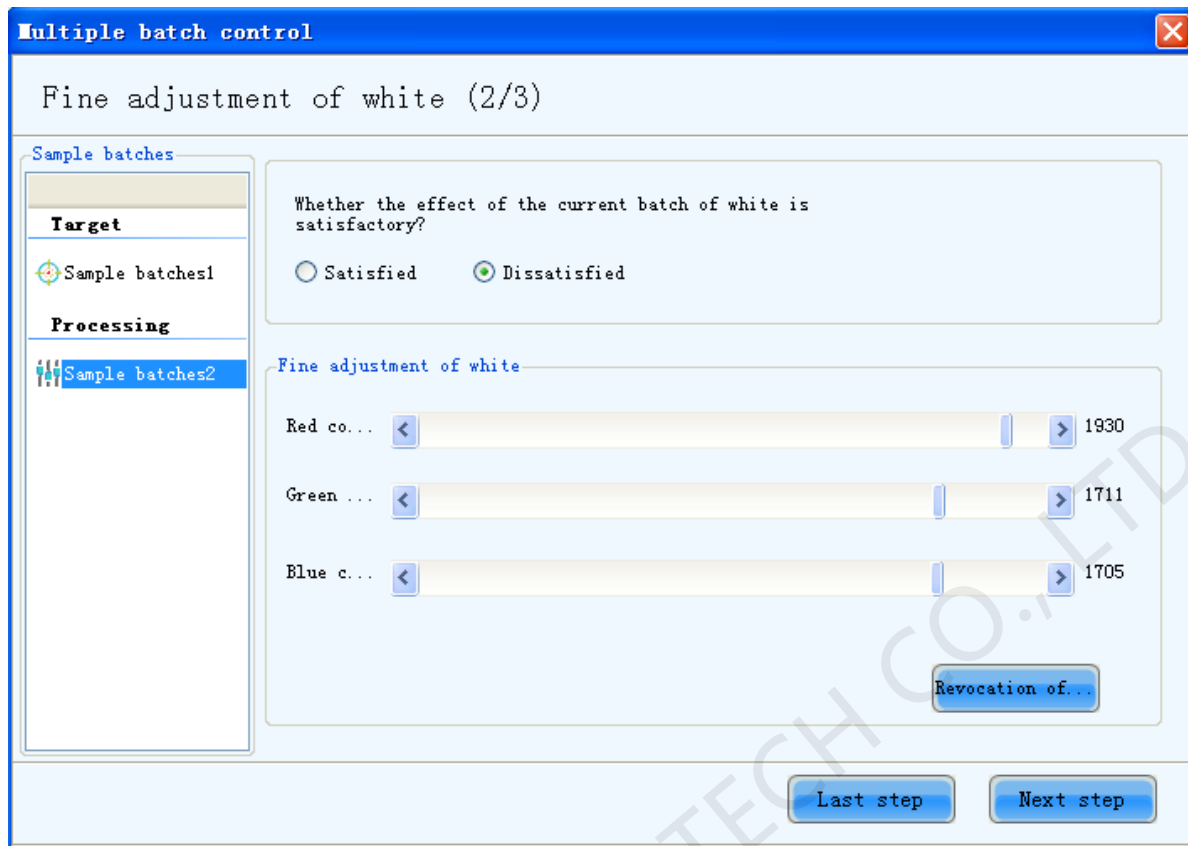 Multiple batch control
Fine adjustment of white (2/3)
Sample batches
Target
Sample batches1
Processing
Sample batches2
Whether the effect of the current batch of white is
satisfactory?
Satisfied
Dissatisfied
Fine adjustment of white
Red co...
1930
Green ...
1711
Blue c...
1705
Revocation of...
Last step
Next step
TECH CO., LTD